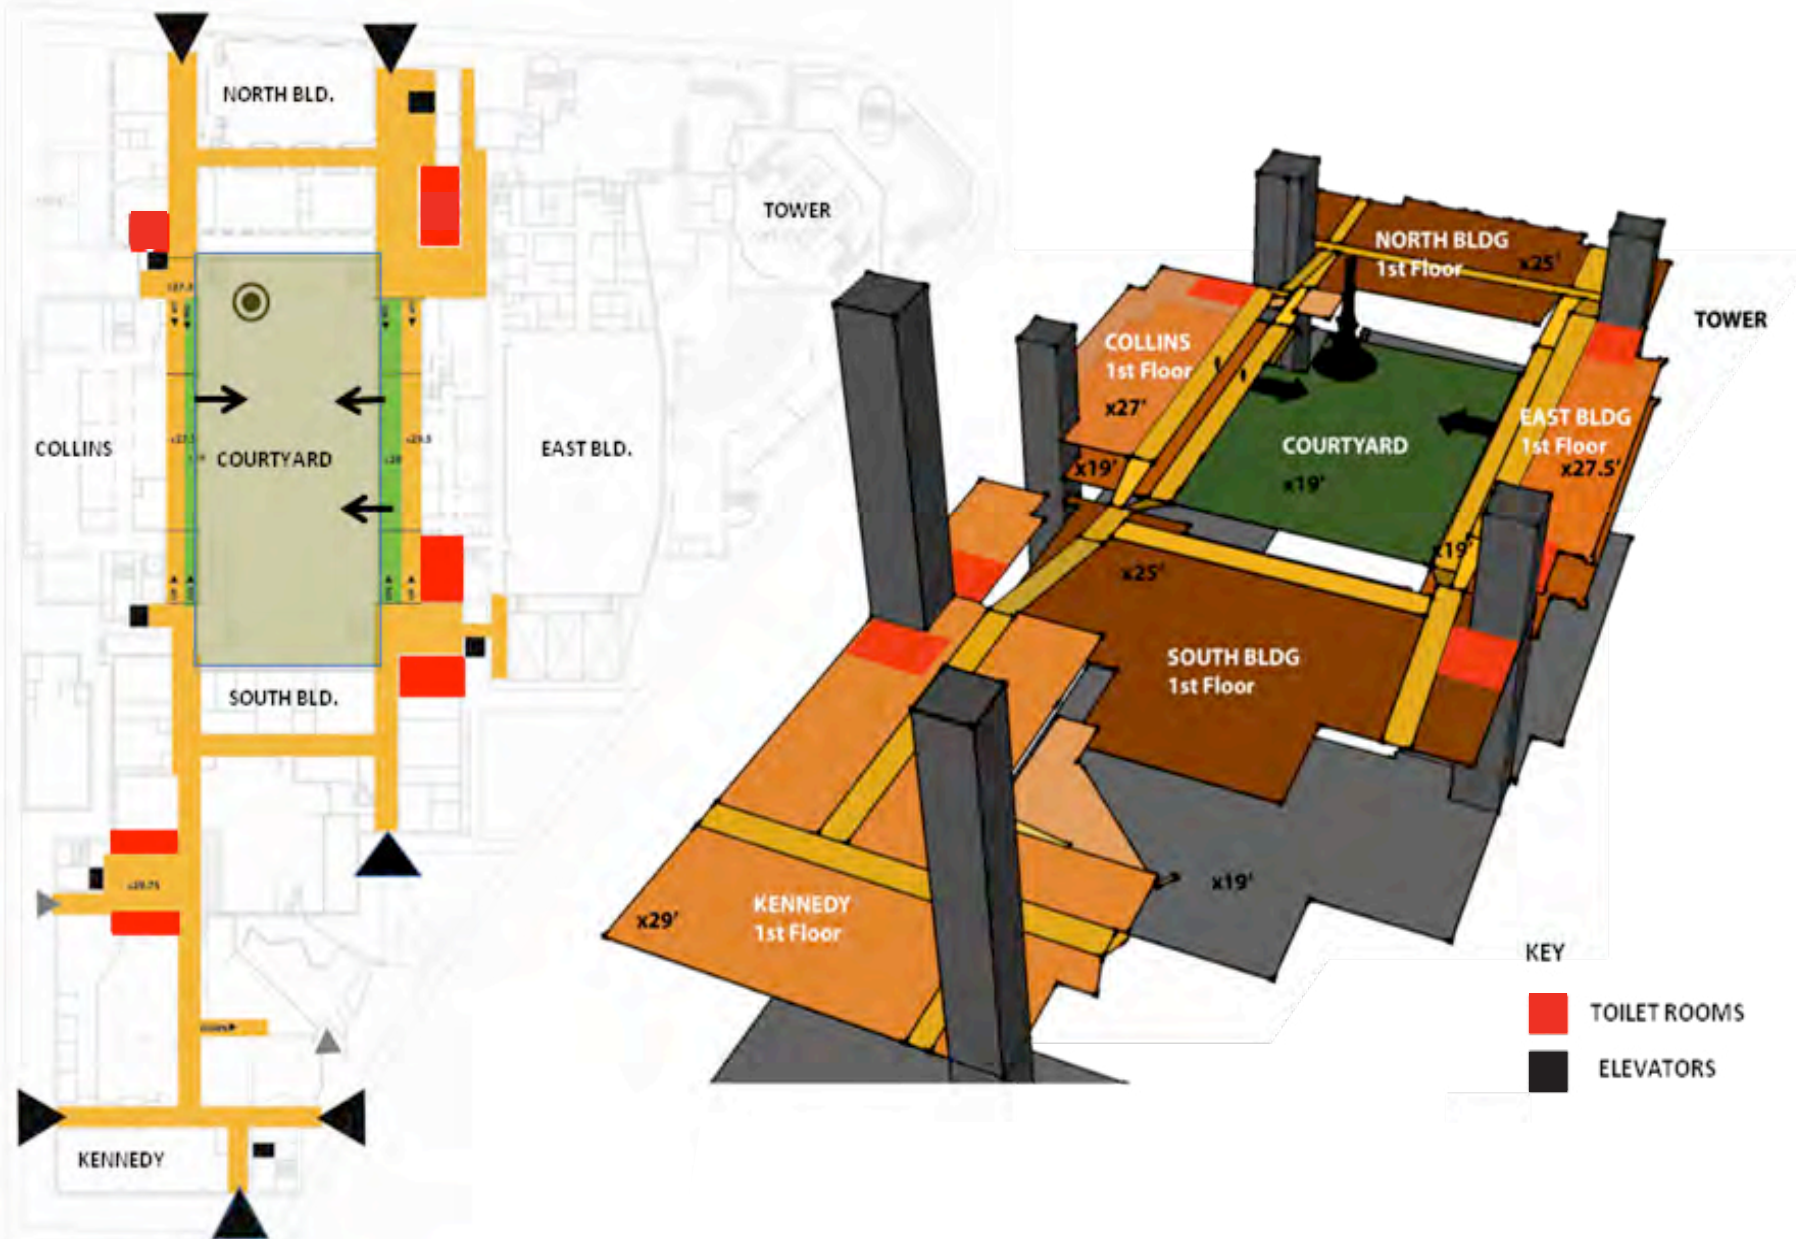 NORTH BLD.
TOWER
COLLINS
COURTYARD
EAST BLD.
SOUTH BLD.
KENNEDY
NORTH BLDG
1st Floor
x25'
TOWER
COLLINS
1st Floor
x27'
EAST BLDG
1st Floor
x27.5'
COURTYARD
x19'
x19'
x19'
x25'
SOUTH BLDG
1st Floor
x19'
KENNEDY
1st Floor
x29'
KEY
TOILET ROOMS
ELEVATORS